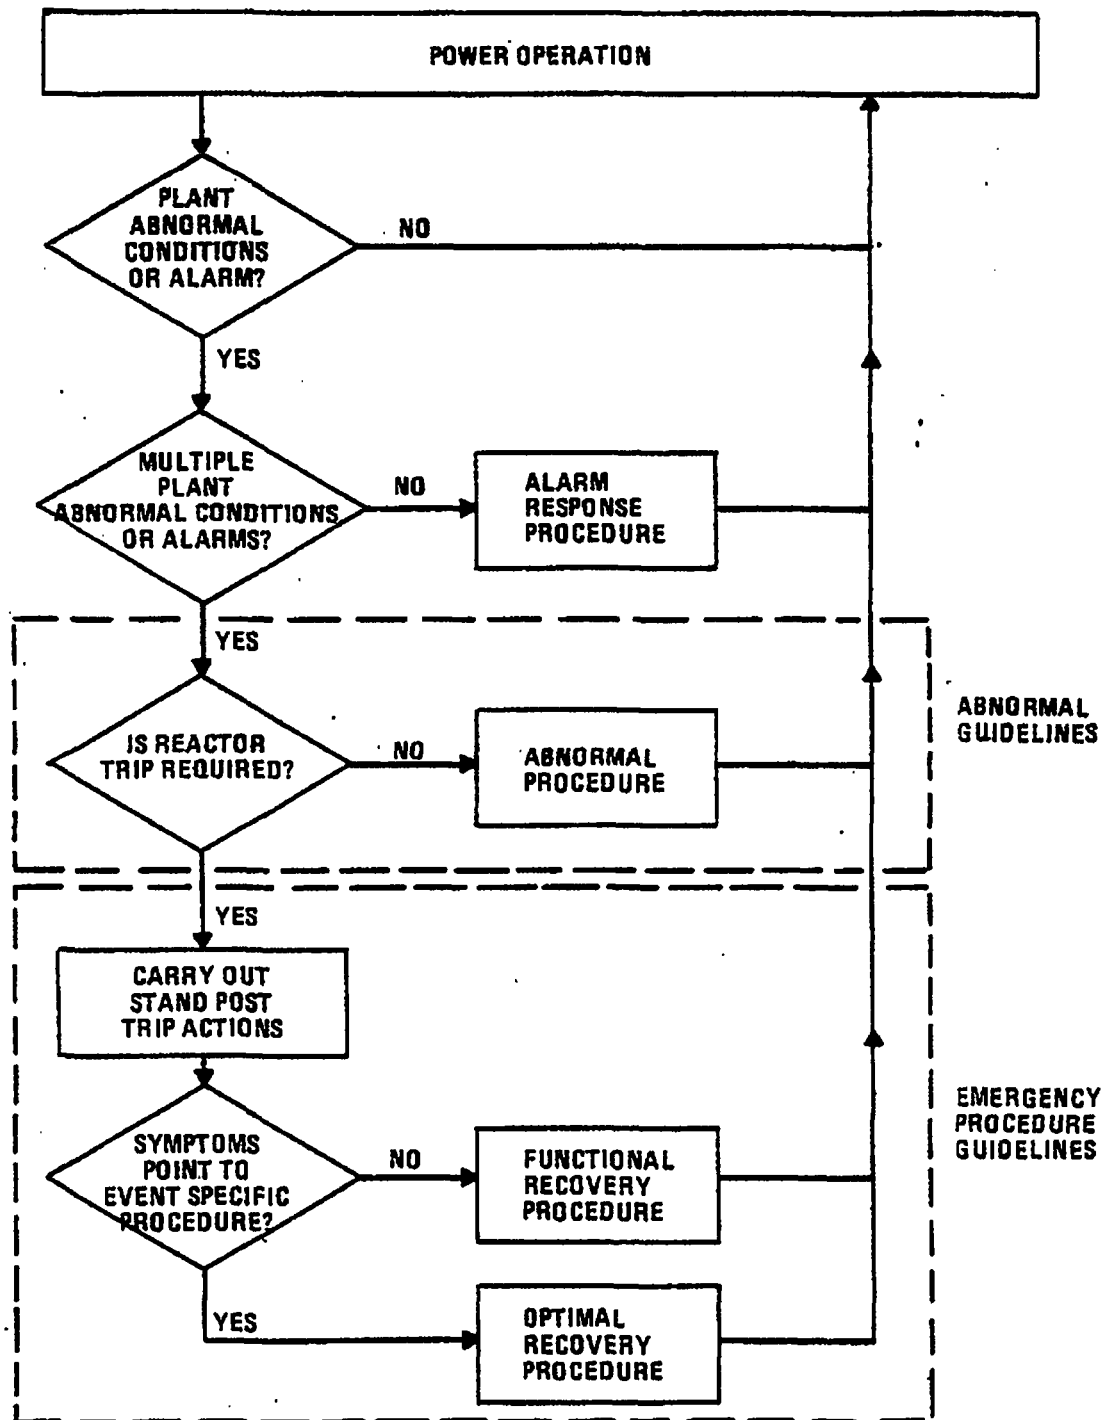 POWER OPERATION
PLANT
ABNORMAL
CONDITIONS
OR ALARM?
NO
YES
MULTIPLE
PLANT
ABNORMAL CONDITIONS
OR ALARMS?
NO
ALARM
RESPONSE
PROCEDURE
YES
IS REACTOR
TRIP REQUIRED?
NO
ABNORMAL
PROCEDURE
ABNORMAL
GUIDELINES
YES
CARRY OUT
STAND POST
TRIP ACTIONS
SYMPTOMS
POINT TO
EVENT SPECIFIC
PROCEDURE?
NO
FUNCTIONAL
RECOVERY
PROCEDURE
EMERGENCY
PROCEDURE
GUIDELINES
YES
OPTIMAL
RECOVERY
PROCEDURE